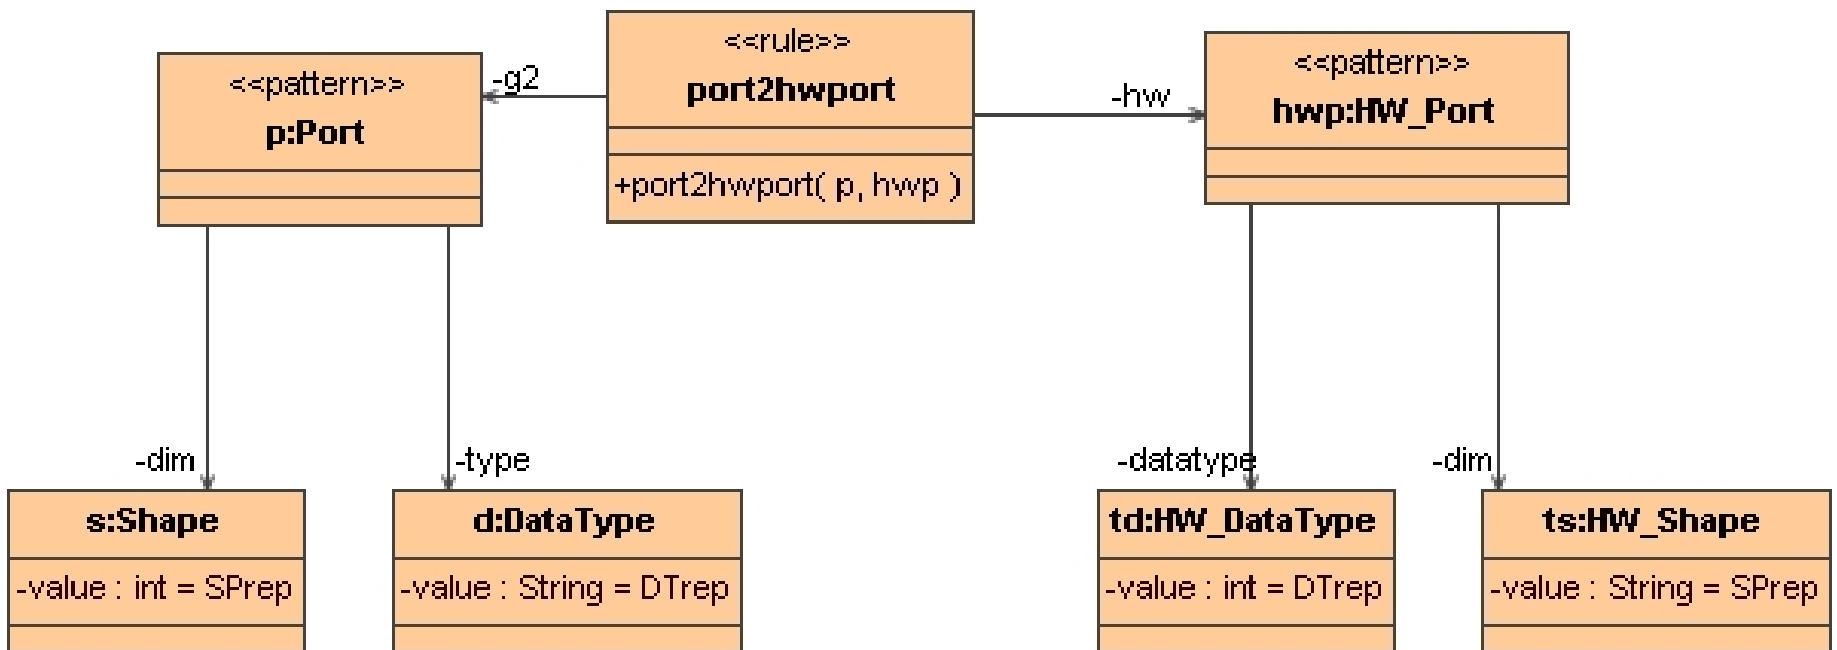 <<rule>>
port2hwport
+port2hwport( p, hwp )
-g2
-hw
<<pattern>>
p:Port
<<pattern>>
hwp:HW_Port
-dim
-type
-datatype
-dim
s:Shape
-value : int = SPrep
d:DataType
-value : String = DTrep
td:HW_DataType
-value : int = DTrep
ts:HW_Shape
-value : String = SPrep